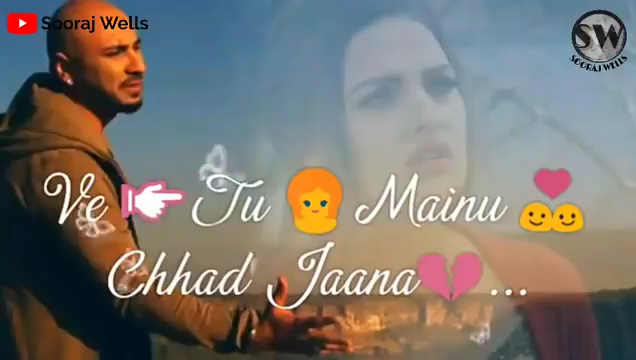 Sooraj Wells
SW
SOORAJ WELLS
Ve Tu Mainu
Chhad Jaana...